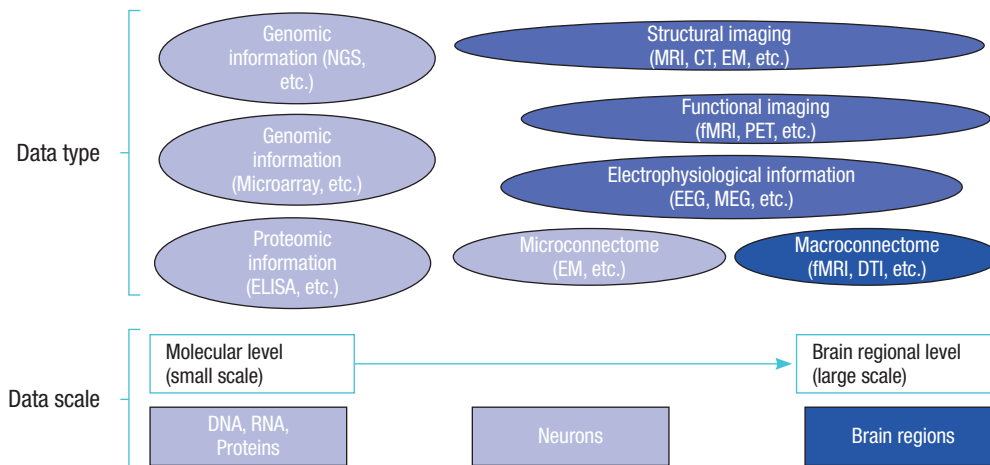 Data type
Genomic
information (NGS,
etc.)
Genomic
information
(Microarray, etc.)
Proteomic
information
(ELISA, etc.)
Structural imaging
(MRI, CT, EM, etc.)
Functional imaging
(fMRI, PET, etc.)
Electrophysiological information
(EEG, MEG, etc.)
Microconnectome
(EM, etc.)
Macroconnectome
(fMRI, DTI, etc.)
Data scale
Molecular level
(small scale)
Brain regional level
(large scale)
DNA, RNA,
Proteins
Neurons
Brain regions